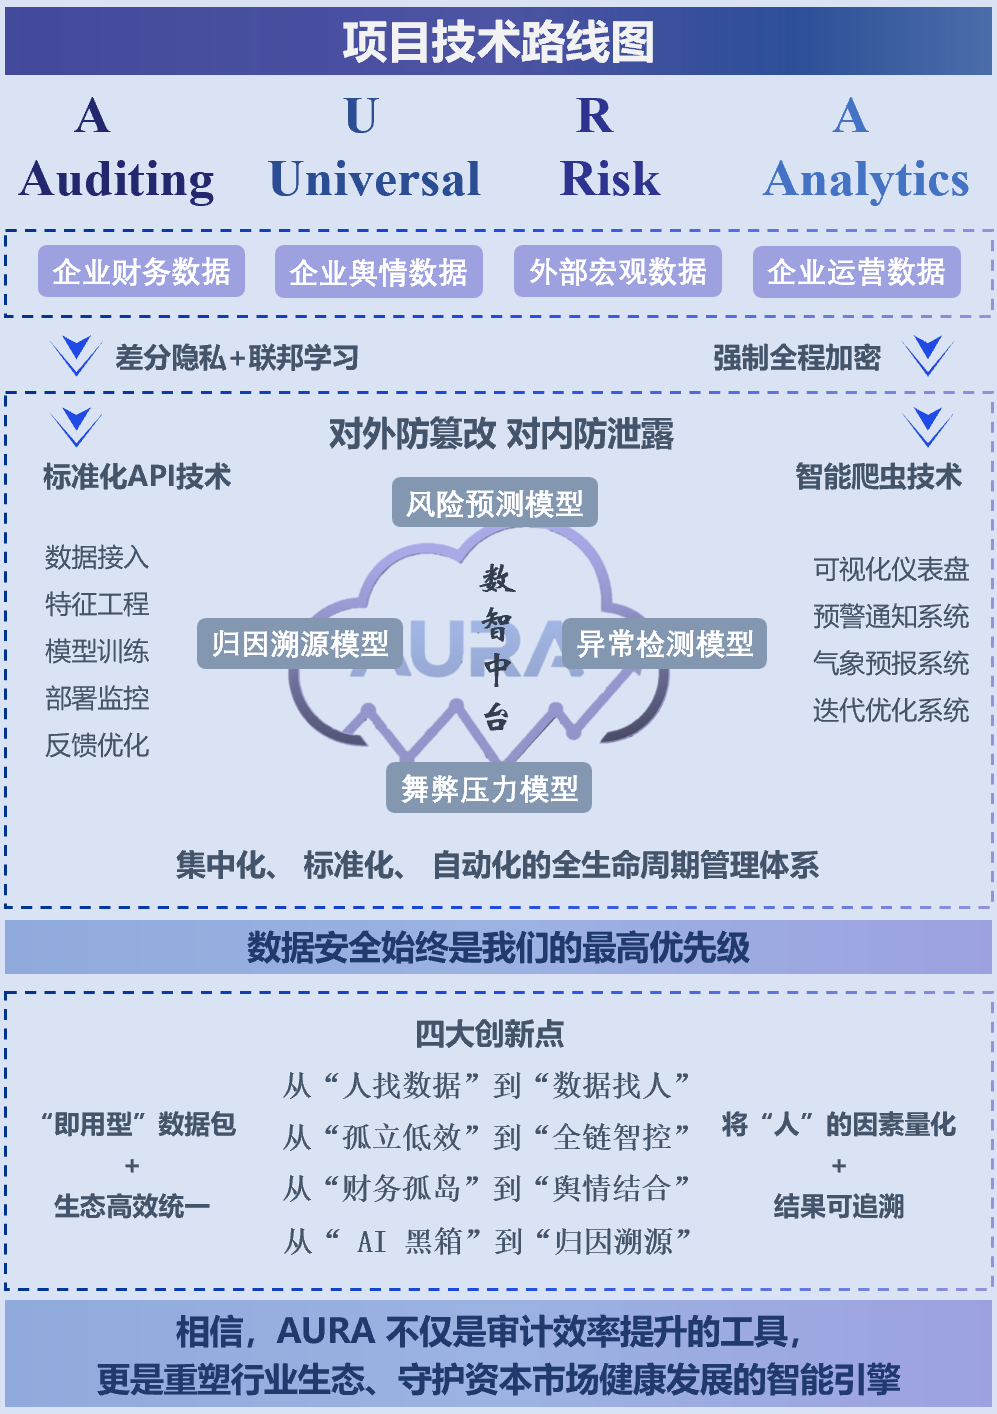 项目技术路线图
A U R A
Auditing Universal Risk Analytics
企业财务数据 企业舆情数据 外部宏观数据 企业运营数据
差分隐私+联邦学习 强制全程加密
对外防篡改 对内防泄露
标准化API技术
智能爬虫技术
风险预测模型
数据接入
特征工程
模型训练
部署监控
反馈优化
AURA
数
智
中
台
归因溯源模型
异常检测模型
舞弊压力模型
可视化仪表盘
预警通知系统
气象预报系统
迭代优化系统
集中化、 标准化、 自动化的全生命周期管理体系
数据安全始终是我们的最高优先级
四大创新点
从“人找数据”到“数据找人”
从“孤立低效”到“全链智控”
从“财务孤岛”到“舆情结合”
从“ AI 黑箱”到“归因溯源”
“即用型”数据包
+
生态高效统一
将“人”的因素量化
+
结果可追溯
相信，AURA 不仅是审计效率提升的工具，
更是重塑行业生态、守护资本市场健康发展的智能引擎